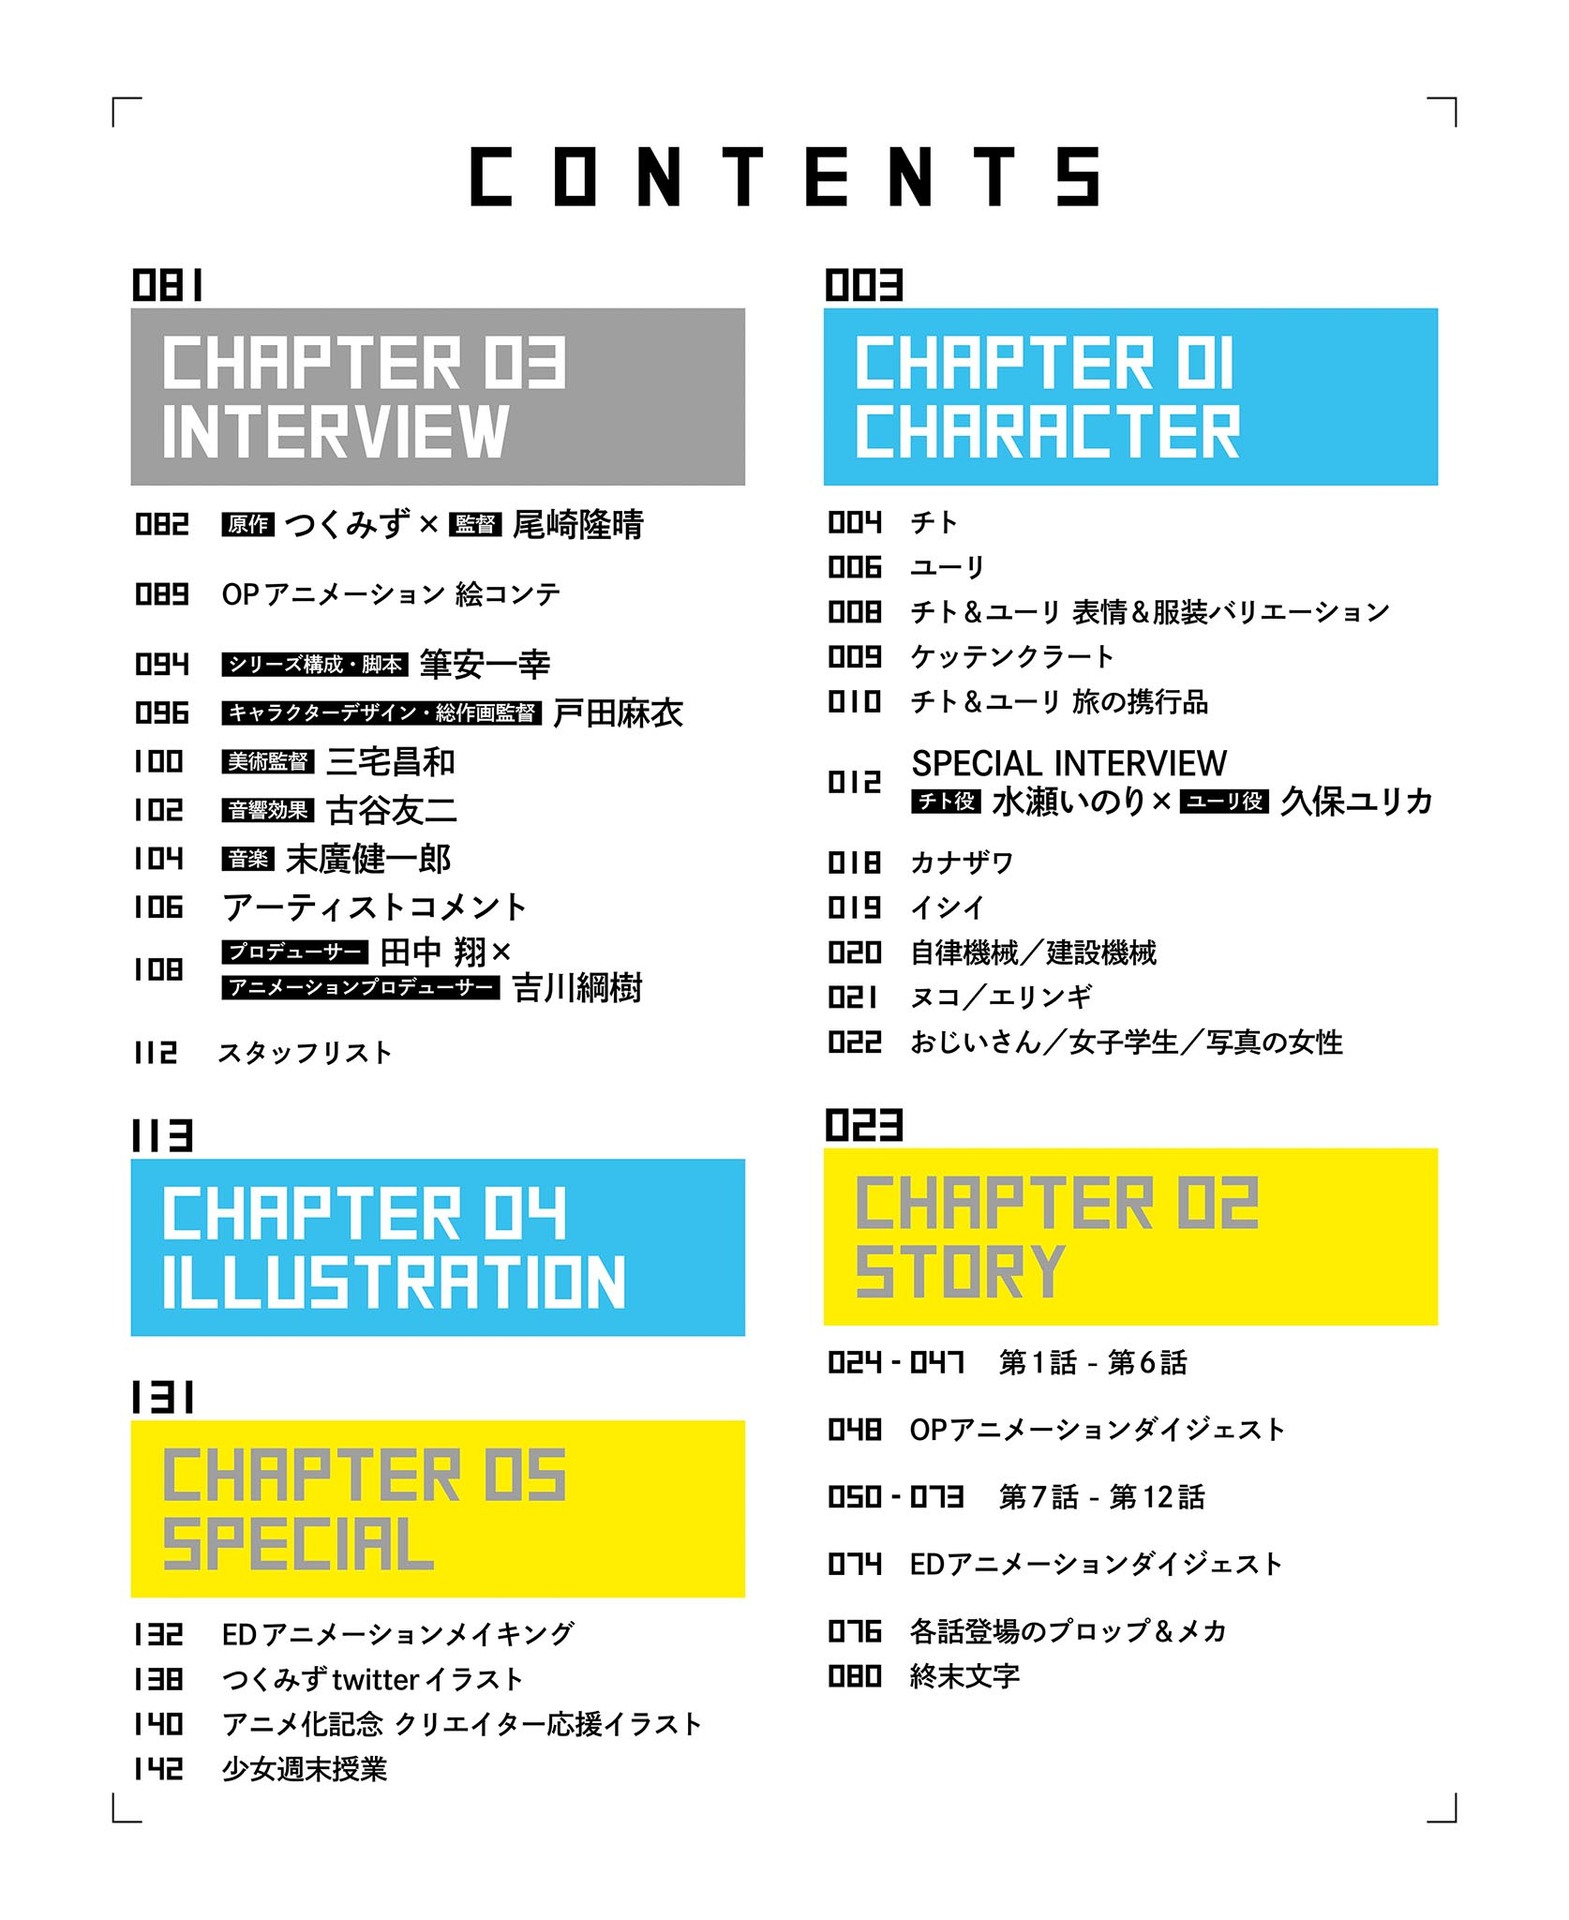 CONTENTS
003
CHAPTER 01
CHARACTER
004 チト
006 ユーリ
008 チト＆ユーリ 表情＆服装バリエーション
009 ケッテンクラート
010 チト＆ユーリ 旅の携行品
012 SPECIAL INTERVIEW
チト役 水瀬いのり× ユーリ役 久保ユリカ
018 カナザワ
019 イシイ
020 自律機械／建設機械
021 ヌコ／エリンギ
022 おじいさん／女子学生／写真の女性
023
CHAPTER 02
STORY
024 - 047 第1話 - 第6話
048 OPアニメーションダイジェスト
050 - 073 第7話 - 第12話
074 EDアニメーションダイジェスト
076 各話登場のプロップ＆メカ
080 終末文字
081
CHAPTER 03
INTERVIEW
082 原作 つくみず× 監督 尾崎隆晴
089 OPアニメーション 絵コンテ
094 シリーズ構成・脚本 筆安一幸
096 キャラクターデザイン・総作画監督 戸田麻衣
100 美術監督 三宅昌和
102 音響効果 古谷友二
104 音楽 末廣健一郎
106 アーティストコメント
108 プロデューサー 田中 翔×
アニメーションプロデューサー 吉川綱樹
112 スタッフリスト
113
CHAPTER 04
ILLUSTRATION
131
CHAPTER 05
SPECIAL
132 EDアニメーションメイキング
138 つくみずtwitterイラスト
140 アニメ化記念 クリエイター応援イラスト
142 少女週末授業